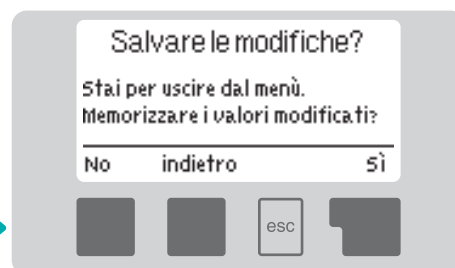 Salvare le modifiche?
Stai per uscire dal menù.
Memorizzare i valori modificati?
No indietro Sì
esc